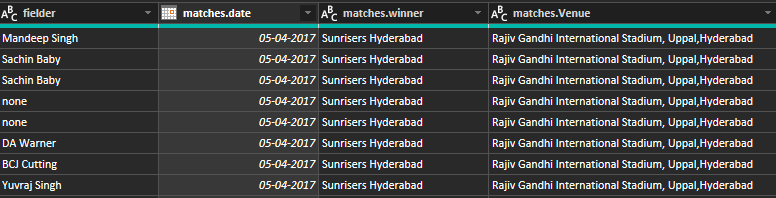 ABC fielder matches.date ABC matches.winner ABC matches.Venue
Mandeep Singh 05-04-2017 Sunrisers Hyderabad Rajiv Gandhi International Stadium, Uppal,Hyderabad
Sachin Baby 05-04-2017 Sunrisers Hyderabad Rajiv Gandhi International Stadium, Uppal,Hyderabad
Sachin Baby 05-04-2017 Sunrisers Hyderabad Rajiv Gandhi International Stadium, Uppal,Hyderabad
none 05-04-2017 Sunrisers Hyderabad Rajiv Gandhi International Stadium, Uppal,Hyderabad
none 05-04-2017 Sunrisers Hyderabad Rajiv Gandhi International Stadium, Uppal,Hyderabad
DA Warner 05-04-2017 Sunrisers Hyderabad Rajiv Gandhi International Stadium, Uppal,Hyderabad
BCJ Cutting 05-04-2017 Sunrisers Hyderabad Rajiv Gandhi International Stadium, Uppal,Hyderabad
Yuvraj Singh 05-04-2017 Sunrisers Hyderabad Rajiv Gandhi International Stadium, Uppal,Hyderabad